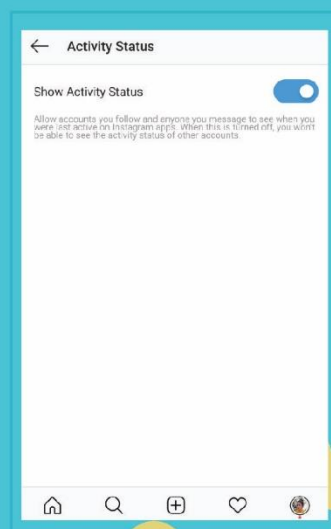 Activity Status
Show Activity Status
Allow accounts you follow and anyone you message to see when you
were last active on Instagram apps. When this is turned off, you won't
be able to see the activity status of other accounts.